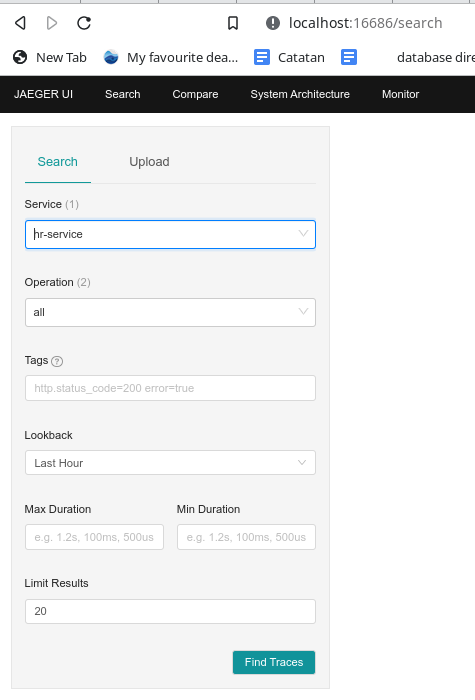 localhost:16686/search
New Tab My favourite dea... Catatan database dire
JAEGER UI Search Compare System Architecture Monitor
Search Upload
Service (1)
hr-service
Operation (2)
all
Tags ?
http.status_code=200 error=true
Lookback
Last Hour
Max Duration Min Duration
e.g. 1.2s, 100ms, 500us e.g. 1.2s, 100ms, 500us
Limit Results
20
Find Traces